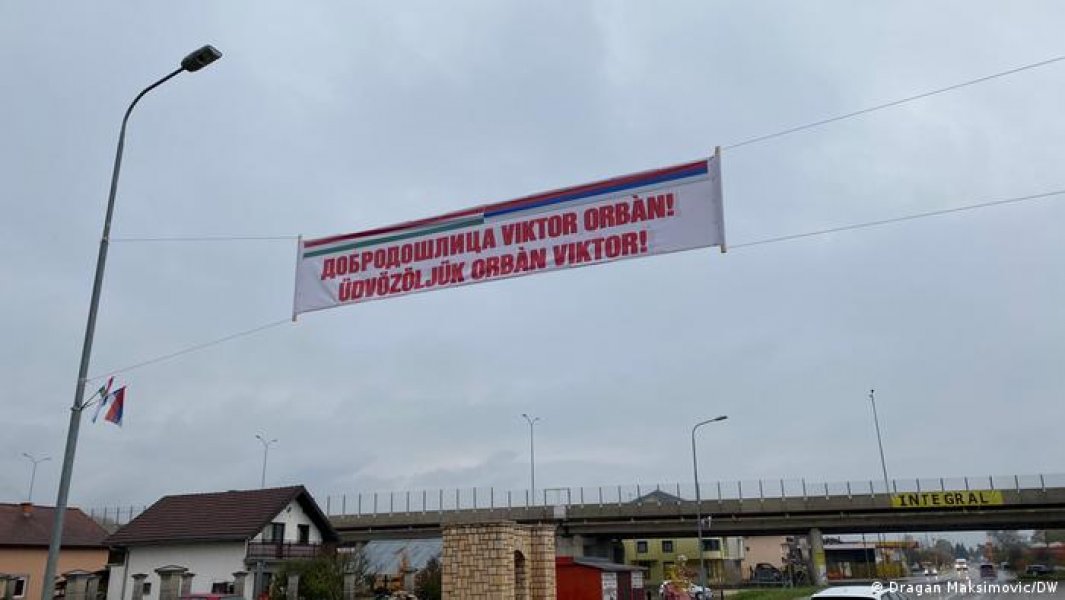 ДОБРОДОШЛИЦА VIKTOR ORBÀN!
ÜDVÖZÖLJÜK ORBÀN VIKTOR!
INTEGRAL
© Dragan Maksimovic/DW